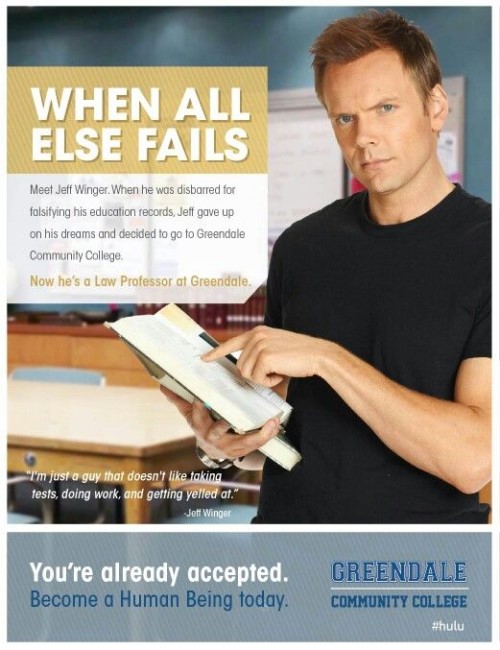 WHEN ALL
ELSE FAILS
Meet Jeff Winger. When he was disbarred for
falsifying his education records, Jeff gave up
on his dreams and decided to go to Greendale
Community College.
Now he's a Law Professor at Greendale.
"I'm just a guy that doesn't like taking
tests, doing work, and getting yelled at."
-Jeff Winger
You're already accepted.
Become a Human Being today.
GREENDALE
COMMUNITY COLLEGE
#hulu